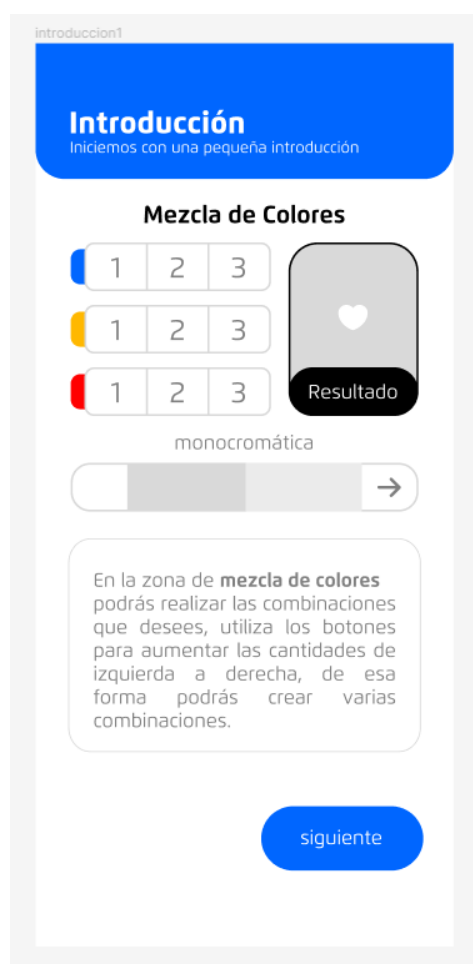 introduccion1
Introducción
Iniciemos con una pequeña introducción
Mezcla de Colores
1 2 3
1 2 3
1 2 3
Resultado
monocromática
En la zona de mezcla de colores
podrás realizar las combinaciones
que desees, utiliza los botones
para aumentar las cantidades de
izquierda a derecha, de esa
forma podrás crear varias
combinaciones.
siguiente